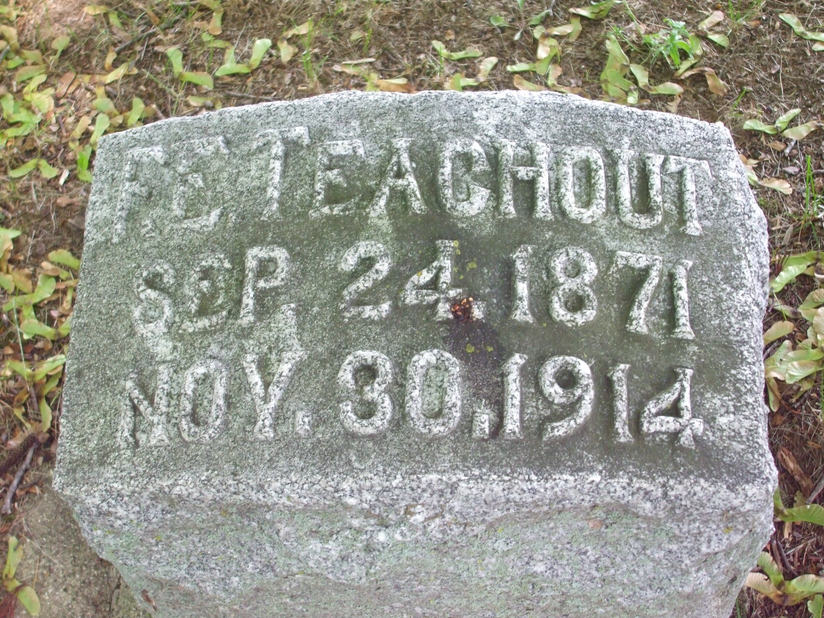 F. E. TEACHOUT
SEP. 24, 1871
NOV. 30, 1914